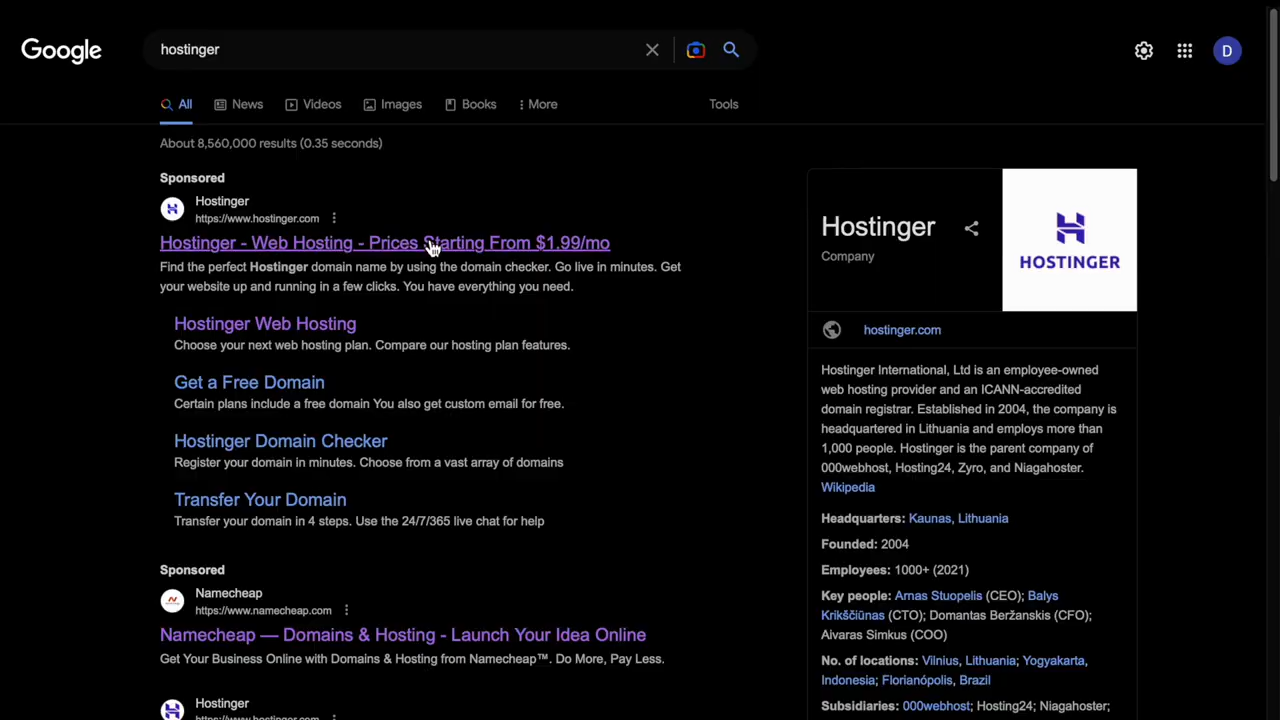 Google
hostinger
All
News
Videos
Images
Books
More
Tools
D
About 8,560,000 results (0.35 seconds)
Sponsored
Hostinger
https://www.hostinger.com
Hostinger - Web Hosting - Prices Starting From $1.99/mo
Find the perfect Hostinger domain name by using the domain checker. Go live in minutes. Get
your website up and running in a few clicks. You have everything you need.
Hostinger Web Hosting
Choose your next web hosting plan. Compare our hosting plan features.
Get a Free Domain
Certain plans include a free domain You also get custom email for free.
Hostinger Domain Checker
Register your domain in minutes. Choose from a vast array of domains
Transfer Your Domain
Transfer your domain in 4 steps. Use the 24/7/365 live chat for help
Sponsored
Namecheap
https://www.namecheap.com
Namecheap — Domains & Hosting - Launch Your Idea Online
Get Your Business Online with Domains & Hosting from Namecheap™. Do More, Pay Less.
Hostinger
https://www.hostinger.com
Hostinger
Company
HOSTINGER
hostinger.com
Hostinger International, Ltd is an employee-owned
web hosting provider and an ICANN-accredited
domain registrar. Established in 2004, the company is
headquartered in Lithuania and employs more than
1,000 people. Hostinger is the parent company of
000webhost, Hosting24, Zyro, and Niagahoster.
Wikipedia
Headquarters: Kaunas, Lithuania
Founded: 2004
Employees: 1000+ (2021)
Key people: Arnas Stuopelis (CEO); Balys
Krikščiūnas (CTO); Domantas Beržanskis (CFO);
Aivaras Simkus (COO)
No. of locations: Vilnius, Lithuania; Yogyakarta,
Indonesia; Florianópolis, Brazil
Subsidiaries: 000webhost; Hosting24; Niagahoster;